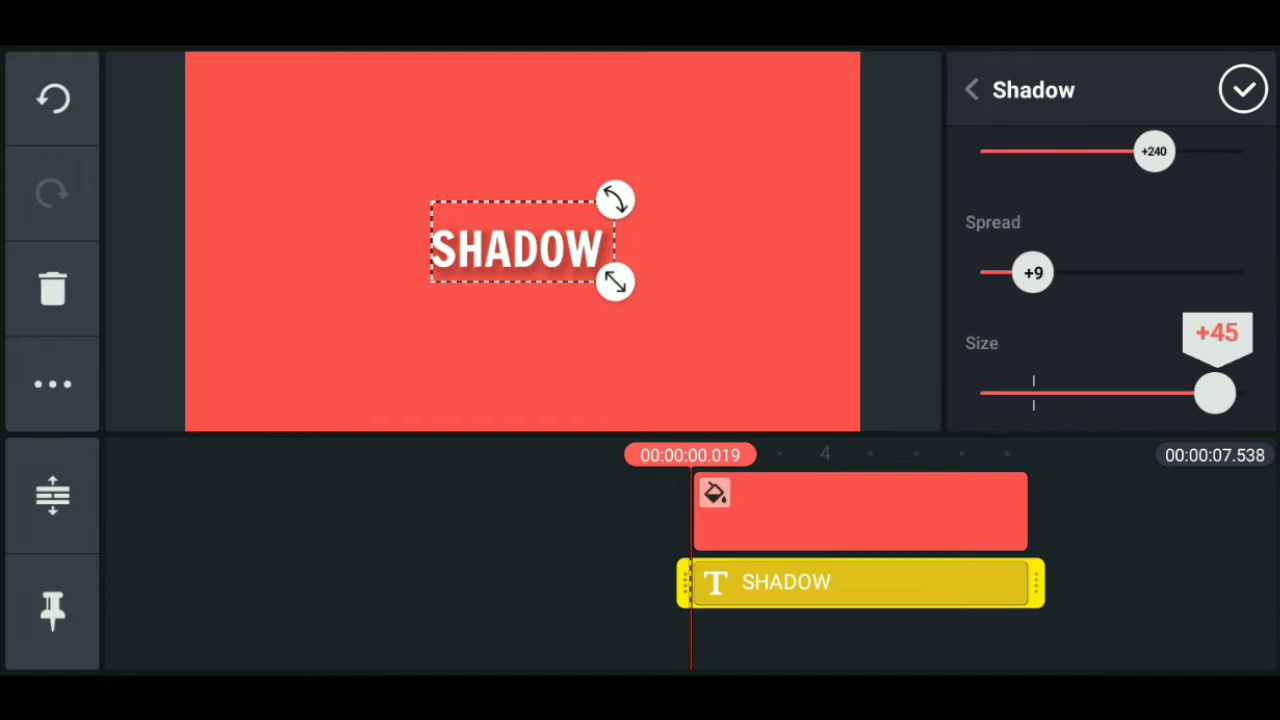 Shadow
+240
Spread
+9
Size
+45
SHADOW
00:00:00.019
4
00:00:07.538
T SHADOW